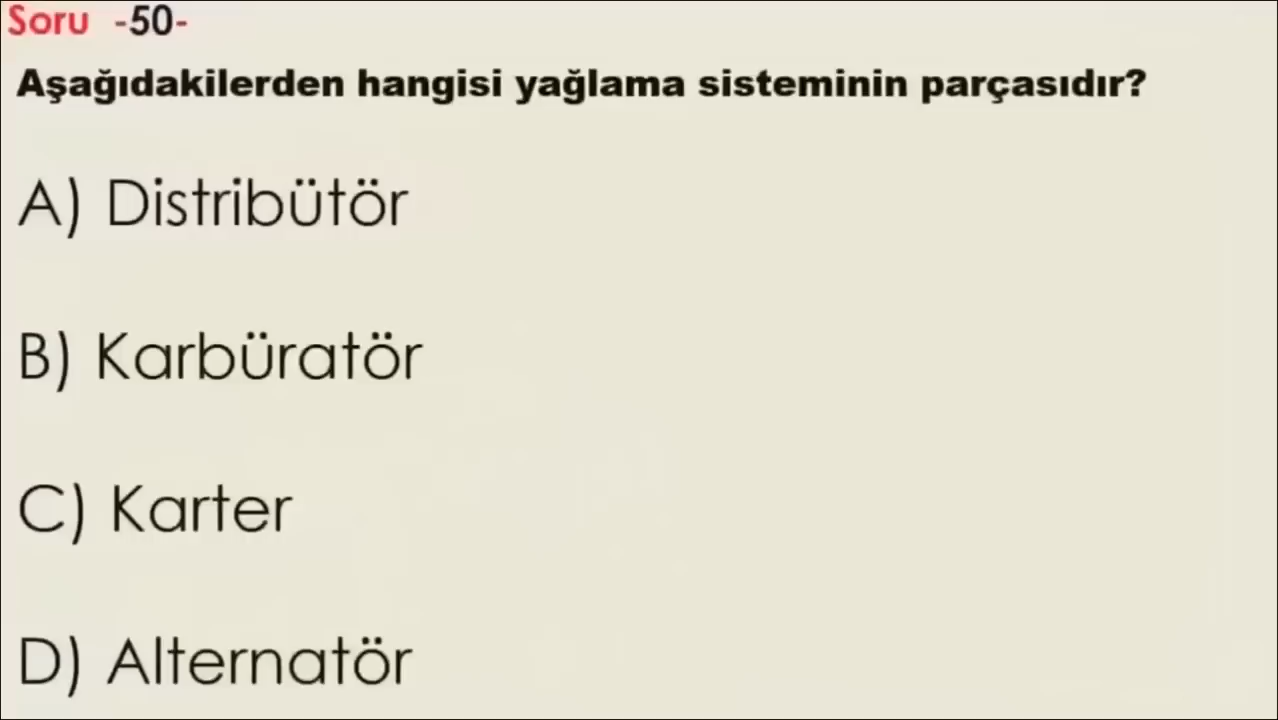 Soru -50-
Aşağıdakilerden hangisi yağlama sisteminin parçasıdır?
A) Distribütör
B) Karbüratör
C) Karter
D) Alternatör